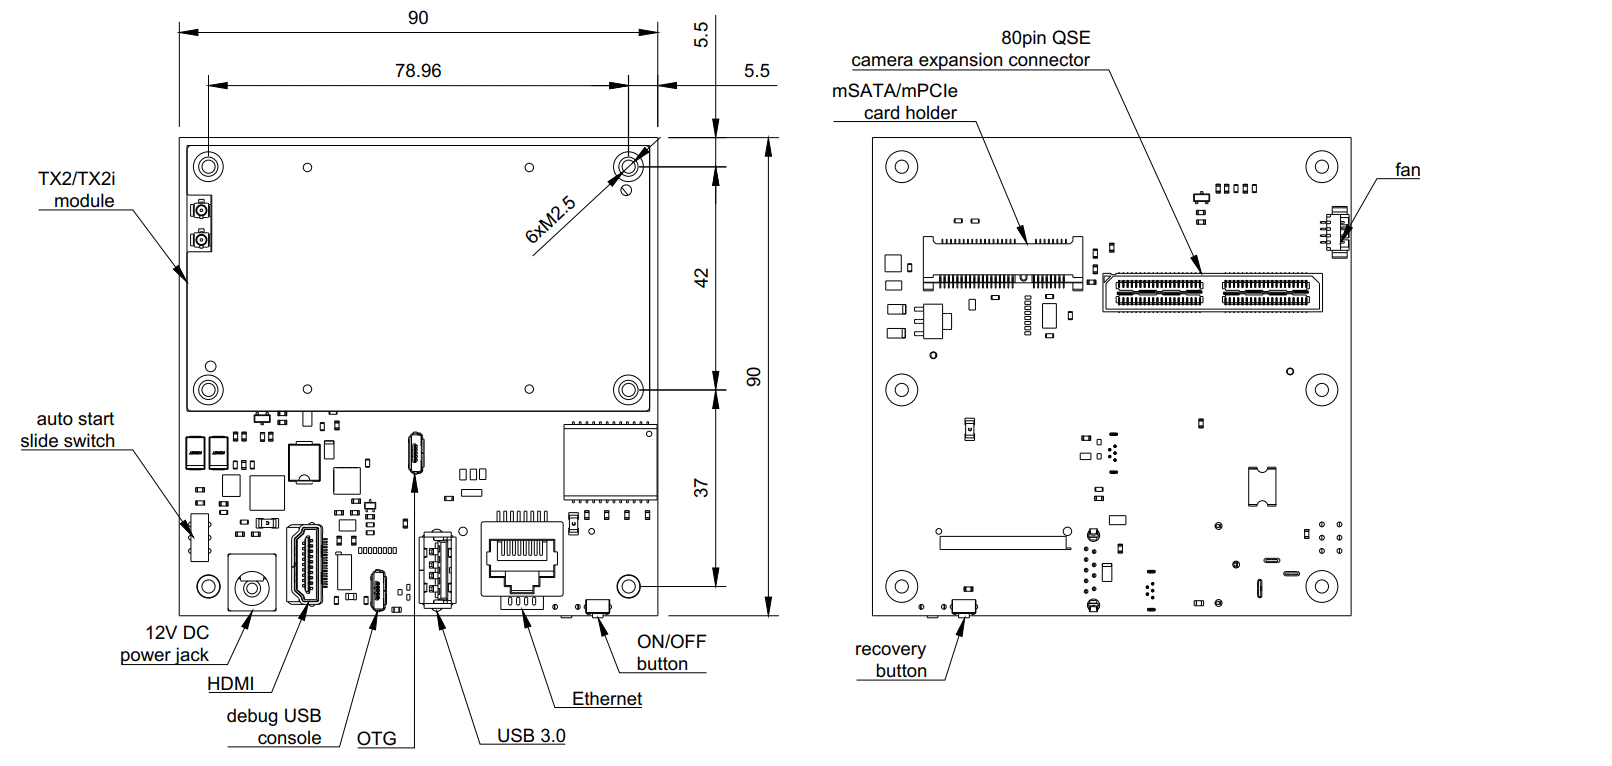 90
5.5
78.96
5.5
TX2/TX2i
module
6xM2.5
42
90
auto start
slide switch
37
12V DC
power jack
HDMI
debug USB
console
OTG
USB 3.0
Ethernet
ON/OFF
button
80pin QSE
camera expansion connector
mSATA/mPCIe
card holder
fan
recovery
button